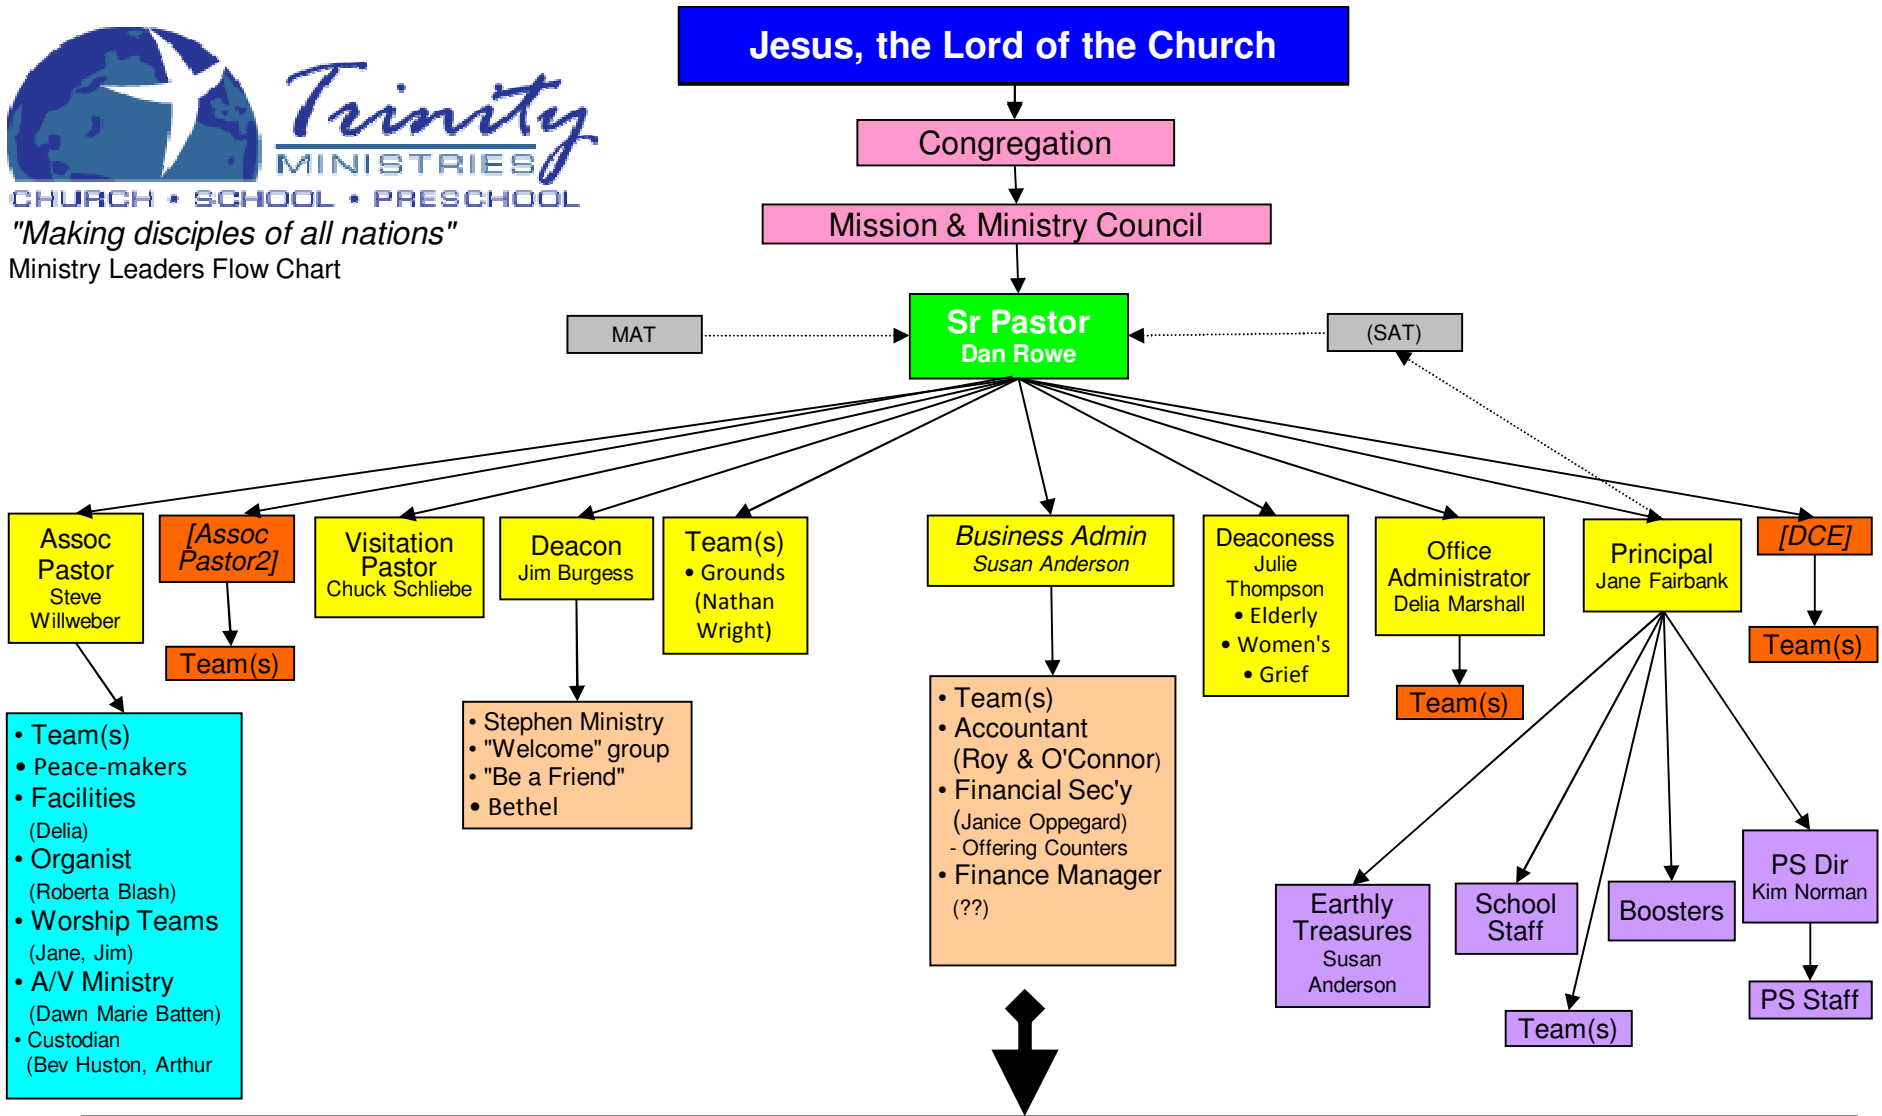 Trinity
MINISTRIES
CHURCH • SCHOOL • PRESCHOOL
"Making disciples of all nations"
Ministry Leaders Flow Chart
Jesus, the Lord of the Church
Congregation
Mission & Ministry Council
MAT
Sr Pastor
Dan Rowe
(SAT)
Assoc
Pastor
Steve
Willweber
[Assoc
Pastor2]
Team(s)
Visitation
Pastor
Chuck Schliebe
Deacon
Jim Burgess
Team(s)
• Grounds
(Nathan
Wright)
Business Admin
Susan Anderson
Deaconess
Julie
Thompson
• Elderly
• Women's
• Grief
Office
Administrator
Delia Marshall
Team(s)
Principal
Jane Fairbank
[DCE]
Team(s)
• Team(s)
• Peace-makers
• Facilities
(Delia)
• Organist
(Roberta Blash)
• Worship Teams
(Jane, Jim)
• A/V Ministry
(Dawn Marie Batten)
• Custodian
(Bev Huston, Arthur
• Stephen Ministry
• "Welcome" group
• "Be a Friend"
• Bethel
• Team(s)
• Accountant
(Roy & O'Connor)
• Financial Sec'y
(Janice Oppegard)
- Offering Counters
• Finance Manager
(??)
Earthly
Treasures
Susan
Anderson
School
Staff
Team(s)
Boosters
PS Dir
Kim Norman
PS Staff